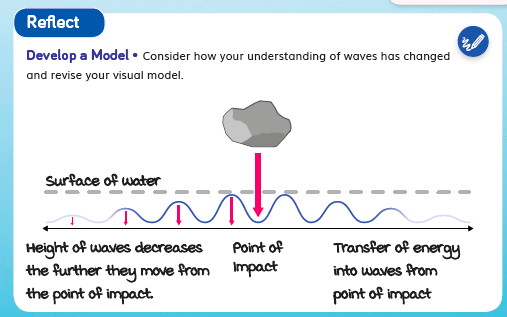 Reflect
Develop a Model • Consider how your understanding of waves has changed
and revise your visual model.
Surface of water
Height of waves decreases
the further they move from
the point of impact.
Point of
Impact
Transfer of energy
into waves from
point of impact